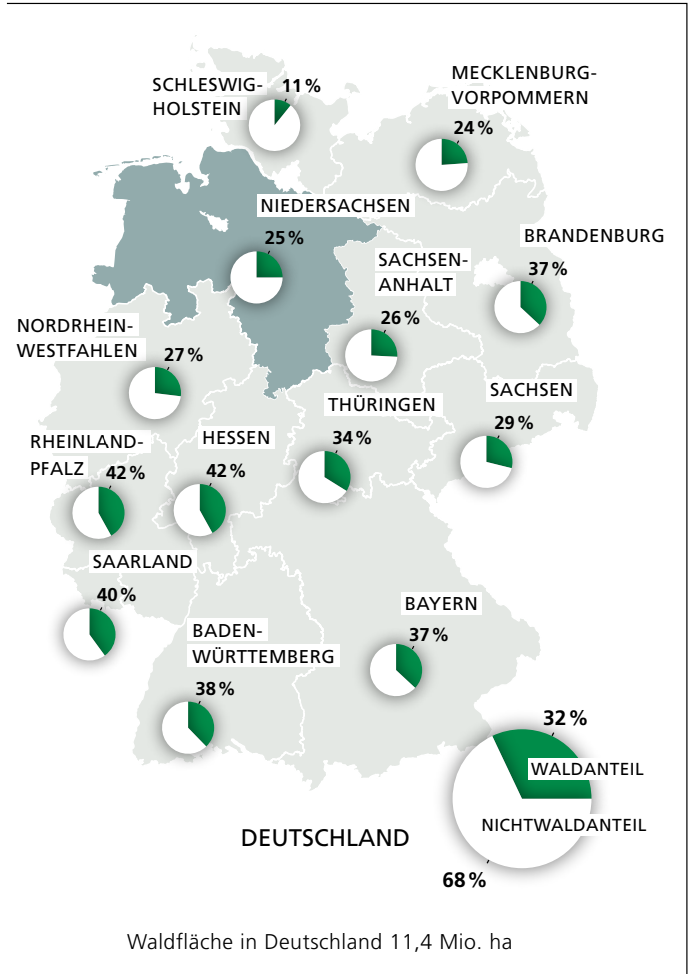 SCHLESWIG-
HOLSTEIN
11 %
MECKLENBURG-
VORPOMMERN
24 %
NIEDERSACHSEN
25 %
BRANDENBURG
37 %
SACHSEN-
ANHALT
26 %
NORDRHEIN-
WESTFAHLEN
27 %
SACHSEN
29 %
THÜRINGEN
34 %
HESSEN
42 %
RHEINLAND-
PFALZ
42 %
SAARLAND
40 %
BAYERN
37 %
BADEN-
WÜRTTEMBERG
38 %
32 %
WALDANTEIL
NICHTWALDANTEIL
68 %
DEUTSCHLAND
Waldfläche in Deutschland 11,4 Mio. ha